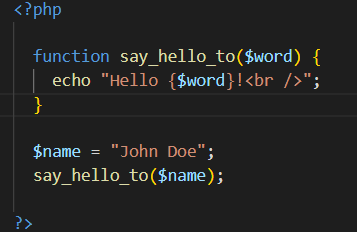 <?php
function say_hello_to($word) {
echo "Hello {$word}!<br />";
}
$name = "John Doe";
say_hello_to($name);
?>